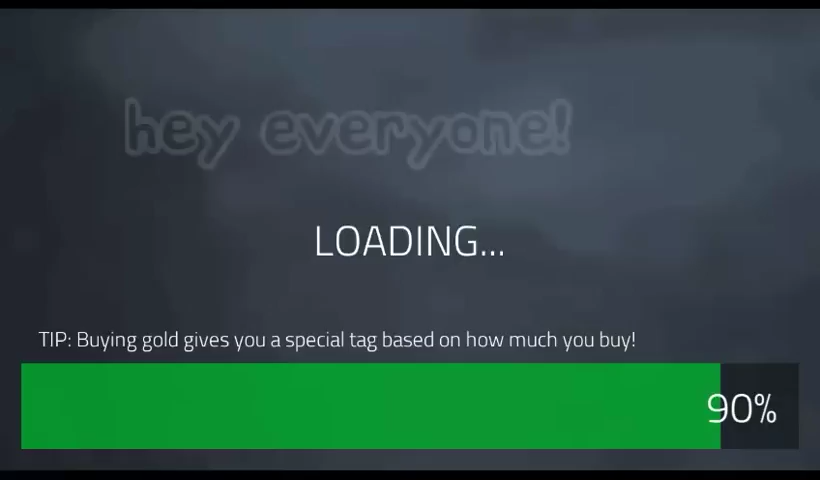 hey everyone!
LOADING...
TIP: Buying gold gives you a special tag based on how much you buy!
90%